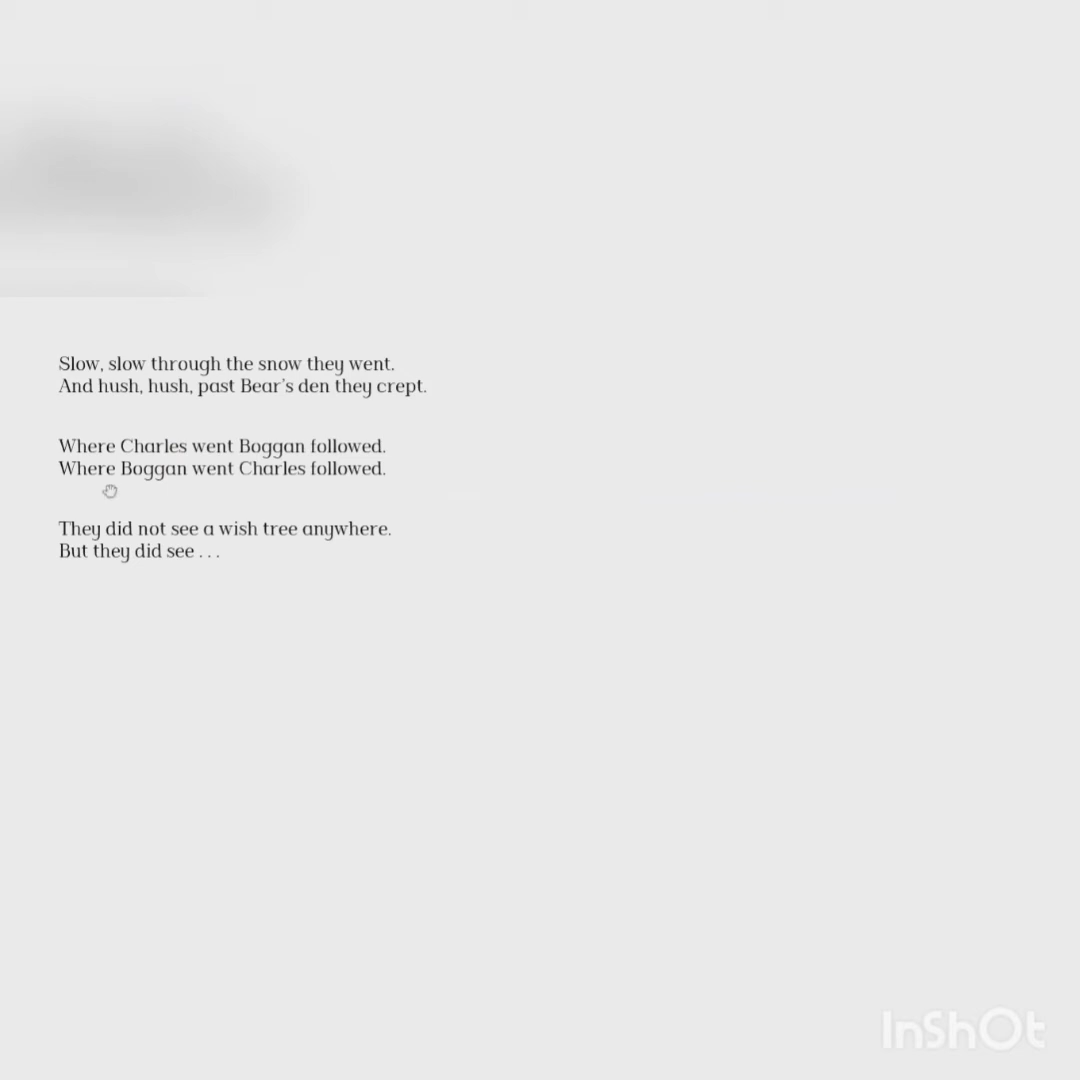 Slow, slow through the snow they went.
And hush, hush, past Bear's den they crept.
Where Charles went Boggan followed.
Where Boggan went Charles followed.
They did not see a wish tree anywhere.
But they did see . . .
InShOt